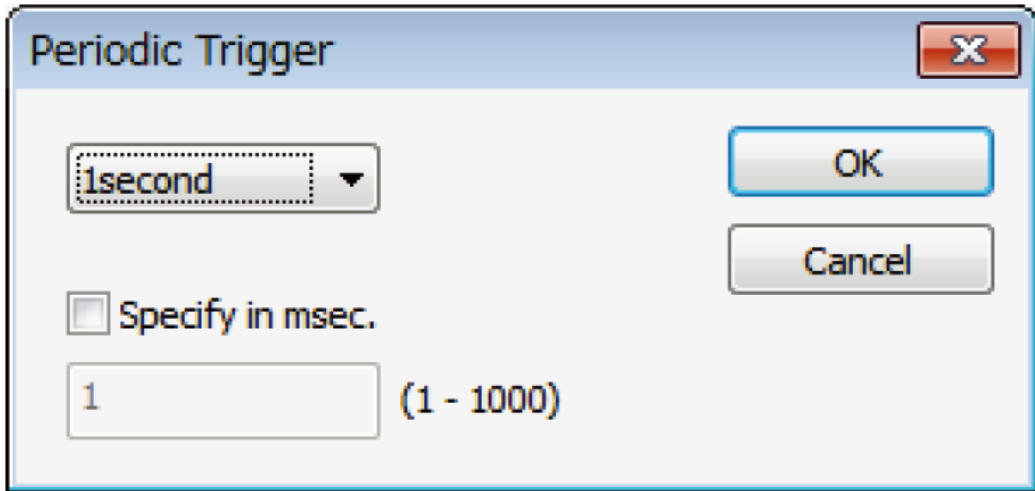 Periodic Trigger
1second
OK
Cancel
Specify in msec.
1 (1 - 1000)